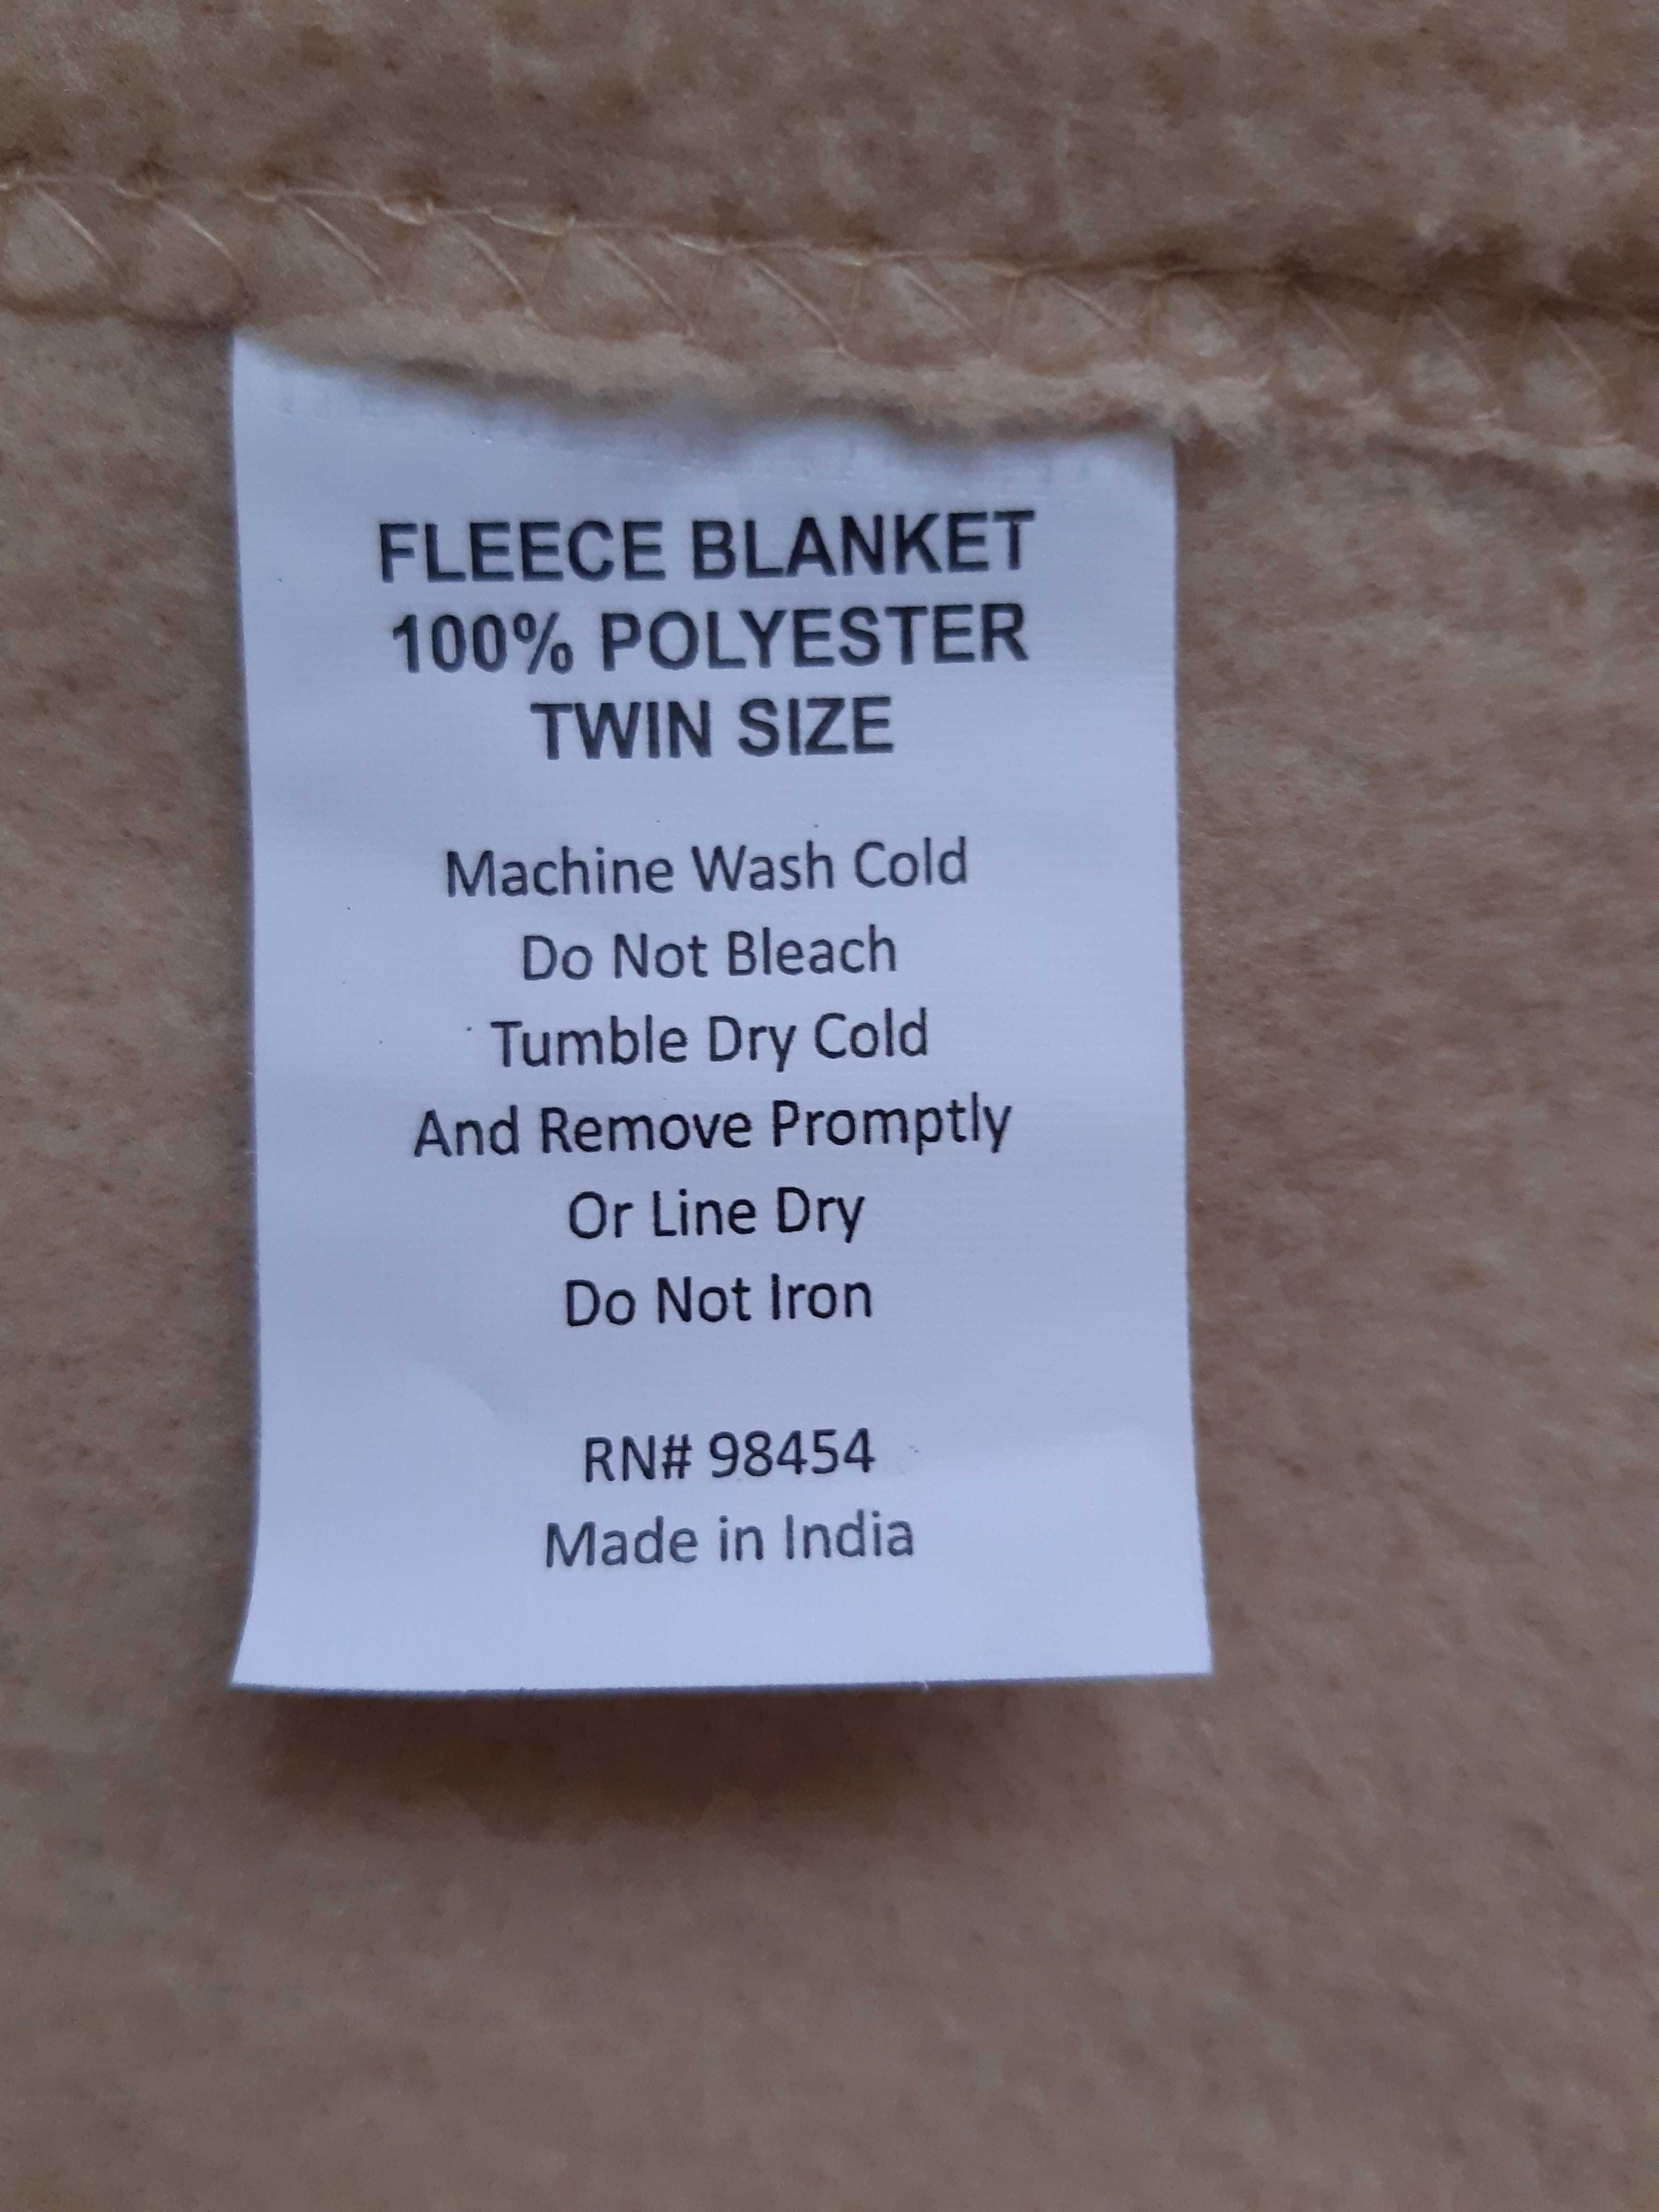 FLEECE BLANKET
100% POLYESTER
TWIN SIZE
Machine Wash Cold
Do Not Bleach
Tumble Dry Cold
And Remove Promptly
Or Line Dry
Do Not Iron
RN# 98454
Made in India